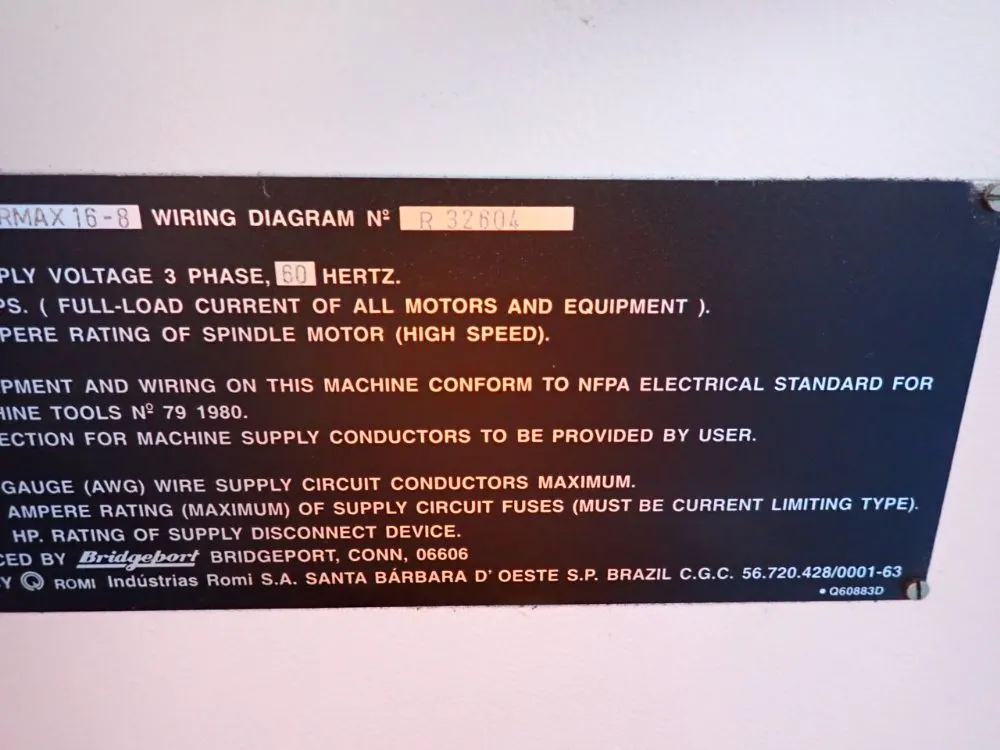 RMAX 16-8 WIRING DIAGRAM Nº R 32604
PLY VOLTAGE 3 PHASE, 60 HERTZ.
PS. ( FULL-LOAD CURRENT OF ALL MOTORS AND EQUIPMENT ).
PERE RATING OF SPINDLE MOTOR (HIGH SPEED).
PMENT AND WIRING ON THIS MACHINE CONFORM TO NFPA ELECTRICAL STANDARD FOR
HINE TOOLS Nº 79 1980.
ECTION FOR MACHINE SUPPLY CONDUCTORS TO BE PROVIDED BY USER.
GAUGE (AWG) WIRE SUPPLY CIRCUIT CONDUCTORS MAXIMUM.
AMPERE RATING (MAXIMUM) OF SUPPLY CIRCUIT FUSES (MUST BE CURRENT LIMITING TYPE).
HP. RATING OF SUPPLY DISCONNECT DEVICE.
CED BY Bridgeport BRIDGEPORT, CONN, 06606
BY ROMI Indústrias Romi S.A. SANTA BÁRBARA D' OESTE S.P. BRAZIL C.G.C. 56.720.428/0001-63
• Q60883D